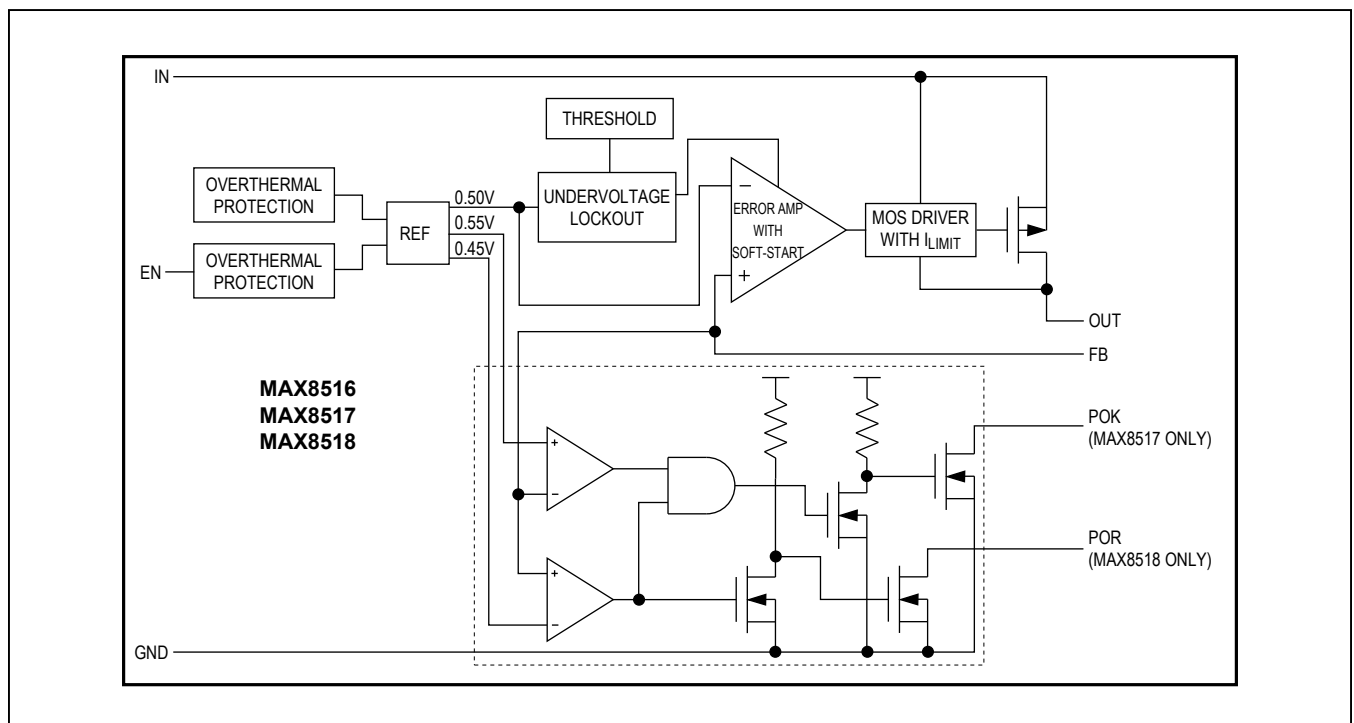 IN
THRESHOLD
OVERTHERMAL
PROTECTION
0.50V
UNDERVOLTAGE
LOCKOUT
−
ERROR AMP
WITH
SOFT-START
+
MOS DRIVER
WITH ILIMIT
REF
0.55V
0.45V
EN
OVERTHERMAL
PROTECTION
OUT
FB
MAX8516
MAX8517
MAX8518
+
−
POK
(MAX8517 ONLY)
+
−
POR
(MAX8518 ONLY)
GND